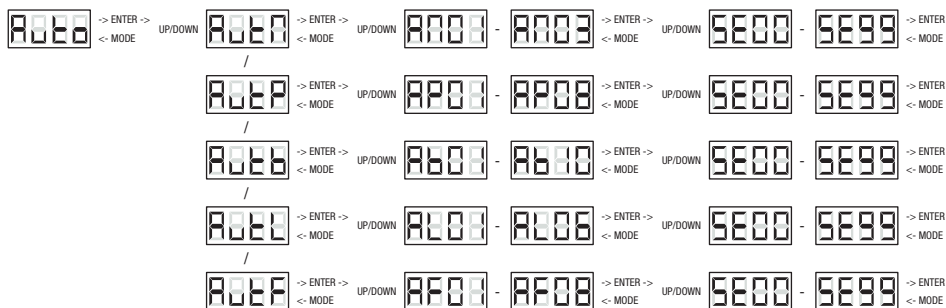 Auto -> ENTER -> <- MODE UP/DOWN AutM -> ENTER -> <- MODE UP/DOWN AM01 - AM03 -> ENTER -> <- MODE UP/DOWN SE00 - SE99 -> ENTER <- MODE
/
AutP -> ENTER -> <- MODE UP/DOWN AP01 - AP08 -> ENTER -> <- MODE UP/DOWN SE00 - SE99 -> ENTER <- MODE
/
Autb -> ENTER -> <- MODE UP/DOWN Ab01 - Ab10 -> ENTER -> <- MODE UP/DOWN SE00 - SE99 -> ENTER <- MODE
/
AutL -> ENTER -> <- MODE UP/DOWN AL01 - AL06 -> ENTER -> <- MODE UP/DOWN SE00 - SE99 -> ENTER <- MODE
/
AutF -> ENTER -> <- MODE UP/DOWN AF01 - AF08 -> ENTER -> <- MODE UP/DOWN SE00 - SE99 -> ENTER <- MODE